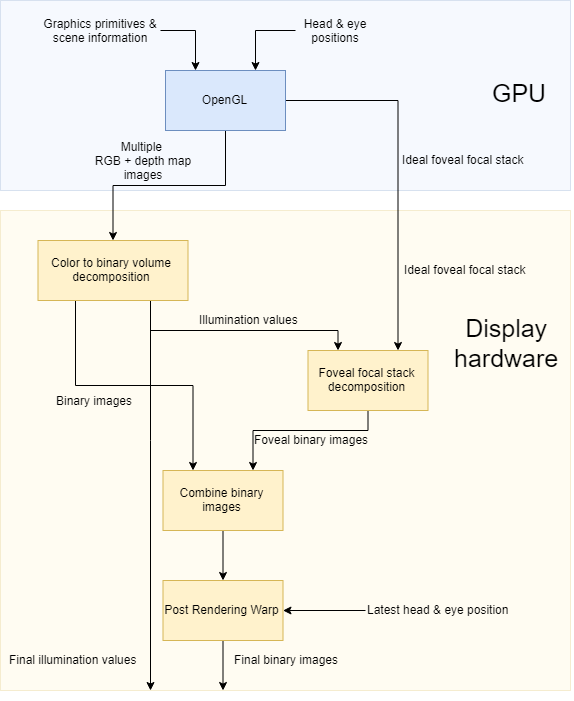 Graphics primitives &
scene information
Head & eye
positions
OpenGL
GPU
Multiple
RGB + depth map
images
Ideal foveal focal stack
Color to binary volume
decomposition
Ideal foveal focal stack
Illumination values
Display
hardware
Foveal focal stack
decomposition
Binary images
Foveal binary images
Combine binary
images
Post Rendering Warp
Latest head & eye position
Final illumination values
Final binary images